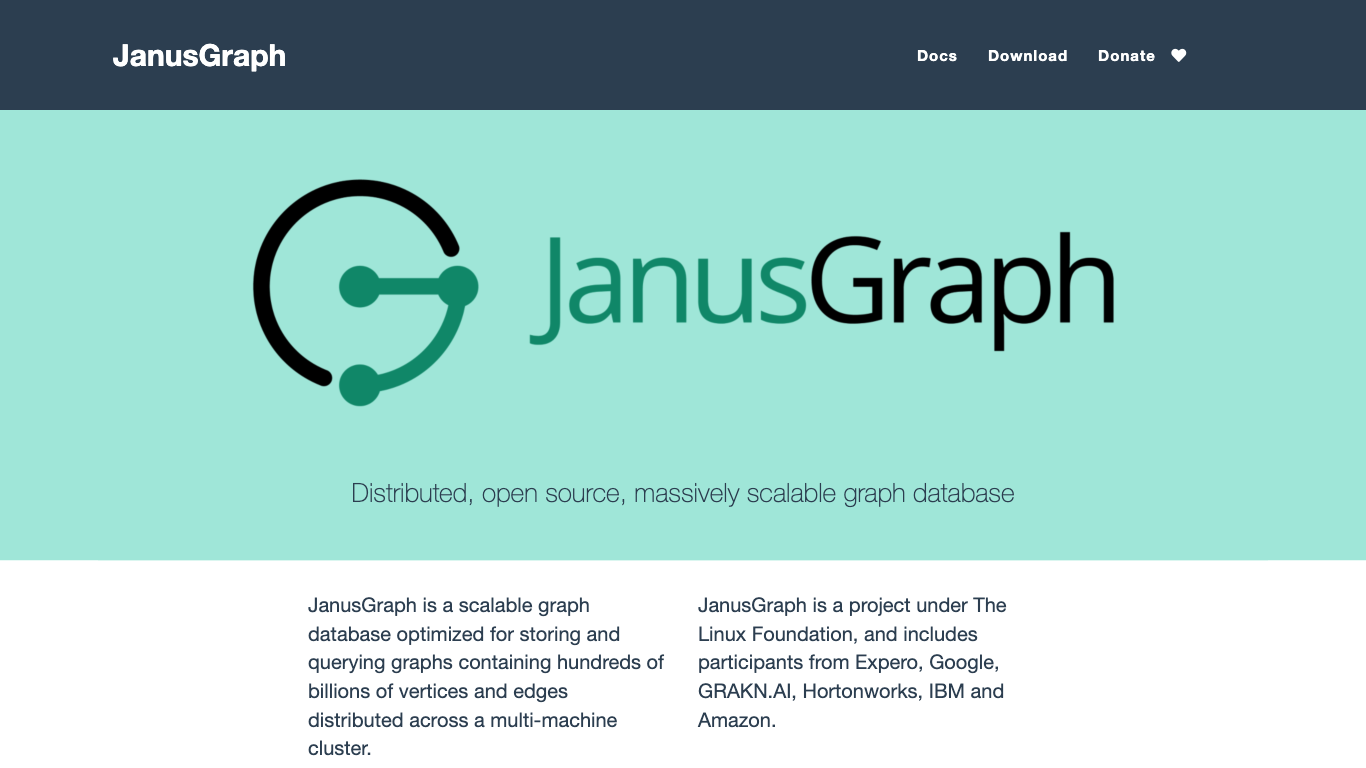 JanusGraph
Docs Download Donate
JanusGraph
Distributed, open source, massively scalable graph database
JanusGraph is a scalable graph
database optimized for storing and
querying graphs containing hundreds of
billions of vertices and edges
distributed across a multi-machine
cluster.
JanusGraph is a project under The
Linux Foundation, and includes
participants from Expero, Google,
GRAKN.AI, Hortonworks, IBM and
Amazon.